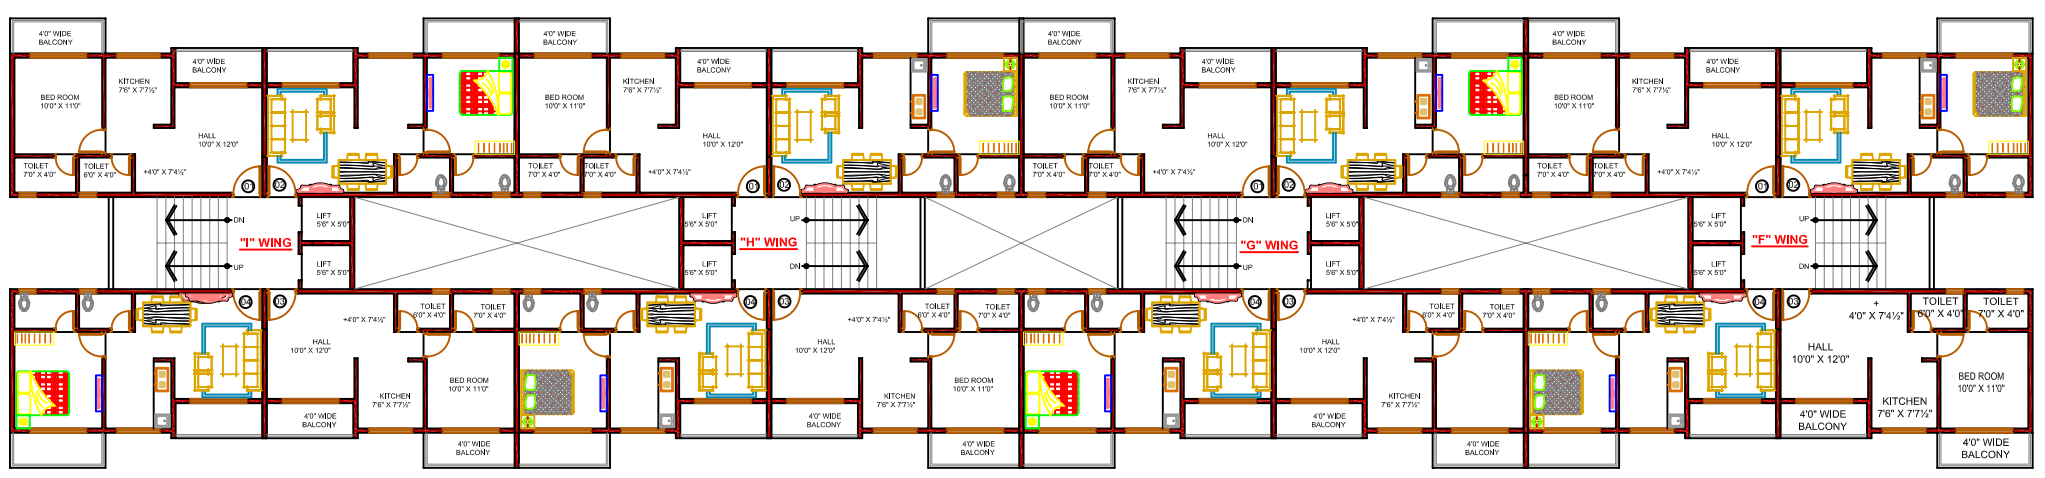 4'0" WIDE
BALCONY
4'0" WIDE
BALCONY
4'0" WIDE
BALCONY
4'0" WIDE
BALCONY
4'0" WIDE
BALCONY
4'0" WIDE
BALCONY
4'0" WIDE
BALCONY
4'0" WIDE
BALCONY
KITCHEN
7'6" X 7'7½"
KITCHEN
7'6" X 7'7½"
KITCHEN
7'6" X 7'7½"
KITCHEN
7'6" X 7'7½"
BED ROOM
10'0" X 11'0"
BED ROOM
10'0" X 11'0"
BED ROOM
10'0" X 11'0"
BED ROOM
10'0" X 11'0"
HALL
10'0" X 12'0"
HALL
10'0" X 12'0"
HALL
10'0" X 12'0"
HALL
10'0" X 12'0"
TOILET
7'0" X 4'0"
TOILET
6'0" X 4'0"
+4'0" X 7'4½"
01
02
TOILET
7'0" X 4'0"
TOILET
7'0" X 4'0"
+4'0" X 7'4½"
01
02
TOILET
7'0" X 4'0"
TOILET
7'0" X 4'0"
+4'0" X 7'4½"
01
02
TOILET
7'0" X 4'0"
TOILET
7'0" X 4'0"
+4'0" X 7'4½"
01
02
DN
UP
"I" WING
LIFT
5'6" X 5'0"
LIFT
5'6" X 5'0"
LIFT
5'6" X 5'0"
LIFT
5'6" X 5'0"
"H" WING
UP
DN
DN
UP
"G" WING
LIFT
5'6" X 5'0"
LIFT
5'6" X 5'0"
LIFT
5'6" X 5'0"
LIFT
5'6" X 5'0"
"F" WING
UP
DN
04
03
+4'0" X 7'4½"
TOILET
6'0" X 4'0"
TOILET
7'0" X 4'0"
04
03
+4'0" X 7'4½"
TOILET
6'0" X 4'0"
TOILET
7'0" X 4'0"
04
03
+4'0" X 7'4½"
TOILET
6'0" X 4'0"
TOILET
7'0" X 4'0"
04
03
+
4'0" X 7'4½"
TOILET
6'0" X 4'0"
TOILET
7'0" X 4'0"
HALL
10'0" X 12'0"
HALL
10'0" X 12'0"
HALL
10'0" X 12'0"
HALL
10'0" X 12'0"
BED ROOM
10'0" X 11'0"
BED ROOM
10'0" X 11'0"
BED ROOM
10'0" X 11'0"
KITCHEN
7'6" X 7'7½"
KITCHEN
7'6" X 7'7½"
KITCHEN
7'6" X 7'7½"
KITCHEN
7'6" X 7'7½"
4'0" WIDE
BALCONY
4'0" WIDE
BALCONY
4'0" WIDE
BALCONY
4'0" WIDE
BALCONY
4'0" WIDE
BALCONY
4'0" WIDE
BALCONY
4'0" WIDE
BALCONY
4'0" WIDE
BALCONY